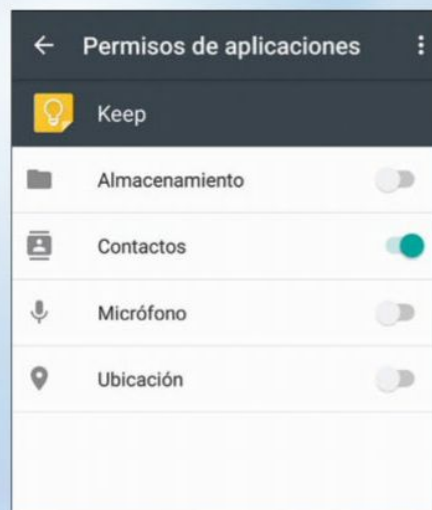 Permisos de aplicaciones
Keep
Almacenamiento
Contactos
Micrófono
Ubicación